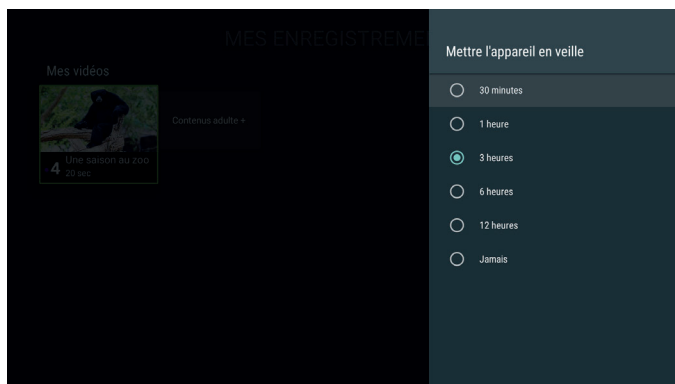 MES ENREGISTREME
Mes vidéos
Contenus adulte +
4 Une saison au zoo
20 sec
Mettre l'appareil en veille
30 minutes
1 heure
3 heures
6 heures
12 heures
Jamais